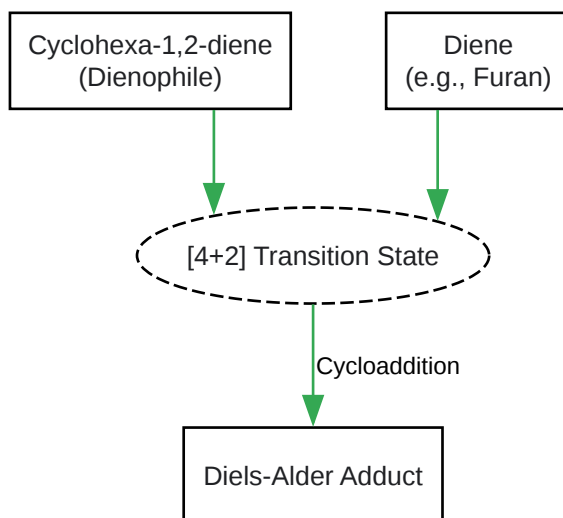 Cyclohexa-1,2-diene
(Dienophile)
Diene
(e.g., Furan)
[4+2] Transition State
Cycloaddition
Diels-Alder Adduct